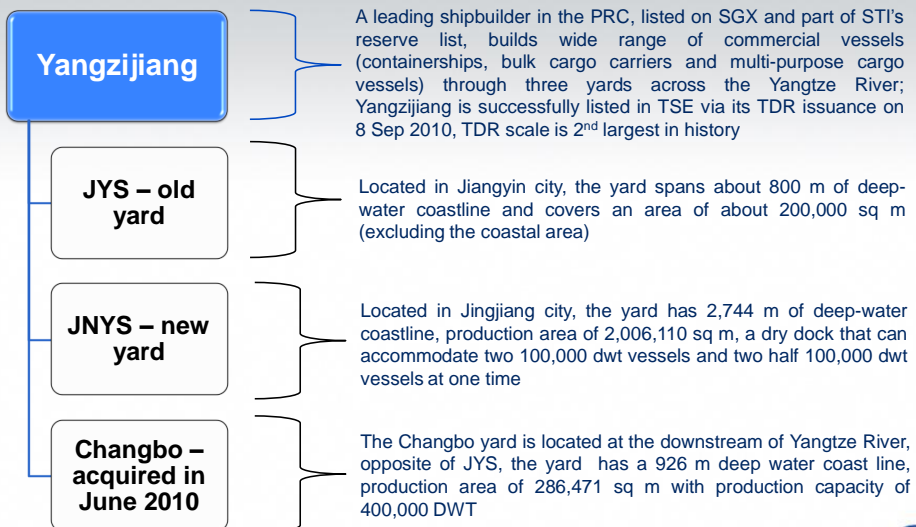 Yangzijiang
A leading shipbuilder in the PRC, listed on SGX and part of STI's
reserve list, builds wide range of commercial vessels
(containerships, bulk cargo carriers and multi-purpose cargo
vessels) through three yards across the Yangtze River;
Yangzijiang is successfully listed in TSE via its TDR issuance on
8 Sep 2010, TDR scale is 2nd largest in history
JYS – old
yard
Located in Jiangyin city, the yard spans about 800 m of deep-
water coastline and covers an area of about 200,000 sq m
(excluding the coastal area)
JNYS – new
yard
Located in Jingjiang city, the yard has 2,744 m of deep-water
coastline, production area of 2,006,110 sq m, a dry dock that can
accommodate two 100,000 dwt vessels and two half 100,000 dwt
vessels at one time
Changbo –
acquired in
June 2010
The Changbo yard is located at the downstream of Yangtze River,
opposite of JYS, the yard has a 926 m deep water coast line,
production area of 286,471 sq m with production capacity of
400,000 DWT